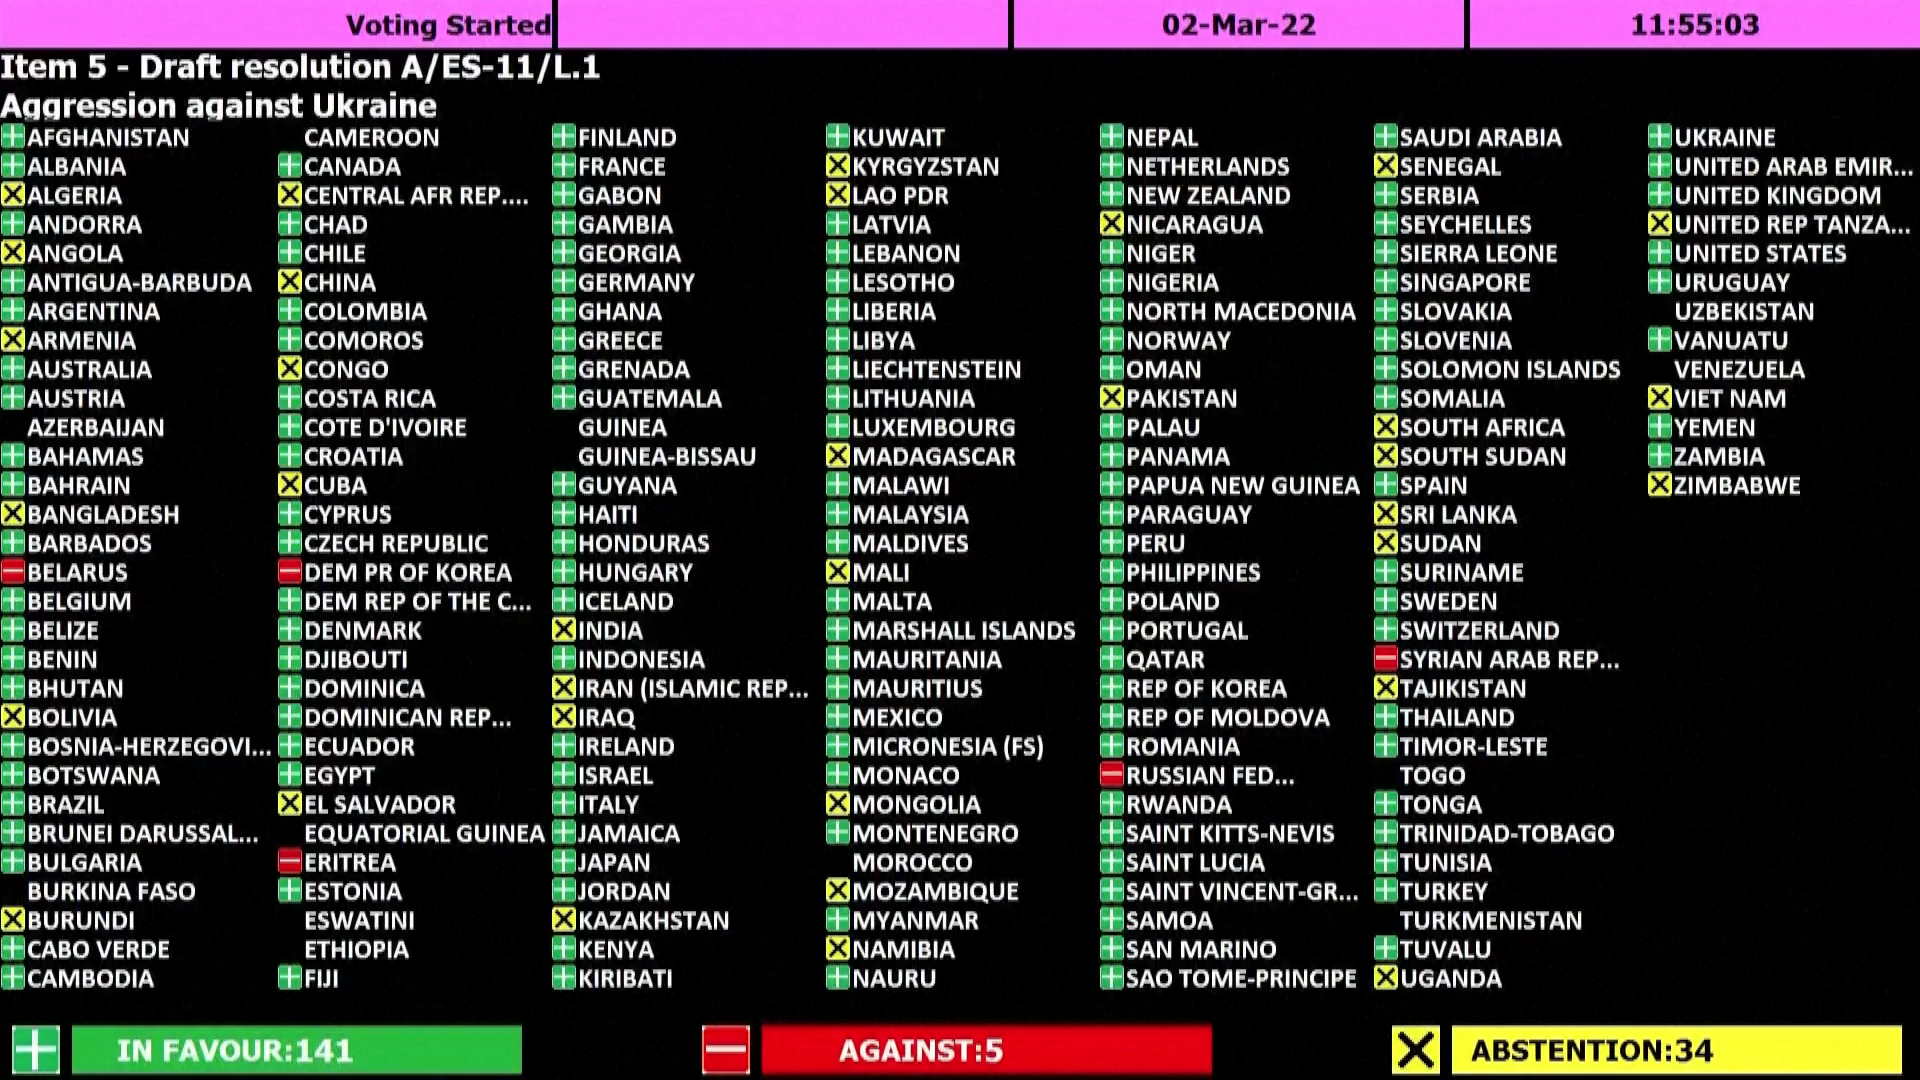 Voting Started 02-Mar-22 11:55:03
Item 5 - Draft resolution A/ES-11/L.1
Aggression against Ukraine
AFGHANISTAN
ALBANIA
ALGERIA
ANDORRA
ANGOLA
ANTIGUA-BARBUDA
ARGENTINA
ARMENIA
AUSTRALIA
AUSTRIA
AZERBAIJAN
BAHAMAS
BAHRAIN
BANGLADESH
BARBADOS
BELARUS
BELGIUM
BELIZE
BENIN
BHUTAN
BOLIVIA
BOSNIA-HERZEGOVI...
BOTSWANA
BRAZIL
BRUNEI DARUSSAL...
BULGARIA
BURKINA FASO
BURUNDI
CABO VERDE
CAMBODIA
CAMEROON
CANADA
CENTRAL AFR REP....
CHAD
CHILE
CHINA
COLOMBIA
COMOROS
CONGO
COSTA RICA
COTE D'IVOIRE
CROATIA
CUBA
CYPRUS
CZECH REPUBLIC
DEM PR OF KOREA
DEM REP OF THE C...
DENMARK
DJIBOUTI
DOMINICA
DOMINICAN REP...
ECUADOR
EGYPT
EL SALVADOR
EQUATORIAL GUINEA
ERITREA
ESTONIA
ESWATINI
ETHIOPIA
FIJI
FINLAND
FRANCE
GABON
GAMBIA
GEORGIA
GERMANY
GHANA
GREECE
GRENADA
GUATEMALA
GUINEA
GUINEA-BISSAU
GUYANA
HAITI
HONDURAS
HUNGARY
ICELAND
INDIA
INDONESIA
IRAN (ISLAMIC REP...
IRAQ
IRELAND
ISRAEL
ITALY
JAMAICA
JAPAN
JORDAN
KAZAKHSTAN
KENYA
KIRIBATI
KUWAIT
KYRGYZSTAN
LAO PDR
LATVIA
LEBANON
LESOTHO
LIBERIA
LIBYA
LIECHTENSTEIN
LITHUANIA
LUXEMBOURG
MADAGASCAR
MALAWI
MALAYSIA
MALDIVES
MALI
MALTA
MARSHALL ISLANDS
MAURITANIA
MAURITIUS
MEXICO
MICRONESIA (FS)
MONACO
MONGOLIA
MONTENEGRO
MOROCCO
MOZAMBIQUE
MYANMAR
NAMIBIA
NAURU
NEPAL
NETHERLANDS
NEW ZEALAND
NICARAGUA
NIGER
NIGERIA
NORTH MACEDONIA
NORWAY
OMAN
PAKISTAN
PALAU
PANAMA
PAPUA NEW GUINEA
PARAGUAY
PERU
PHILIPPINES
POLAND
PORTUGAL
QATAR
REP OF KOREA
REP OF MOLDOVA
ROMANIA
RUSSIAN FED...
RWANDA
SAINT KITTS-NEVIS
SAINT LUCIA
SAINT VINCENT-GR...
SAMOA
SAN MARINO
SAO TOME-PRINCIPE
SAUDI ARABIA
SENEGAL
SERBIA
SEYCHELLES
SIERRA LEONE
SINGAPORE
SLOVAKIA
SLOVENIA
SOLOMON ISLANDS
SOMALIA
SOUTH AFRICA
SOUTH SUDAN
SPAIN
SRI LANKA
SUDAN
SURINAME
SWEDEN
SWITZERLAND
SYRIAN ARAB REP...
TAJIKISTAN
THAILAND
TIMOR-LESTE
TOGO
TONGA
TRINIDAD-TOBAGO
TUNISIA
TURKEY
TURKMENISTAN
TUVALU
UGANDA
UKRAINE
UNITED ARAB EMIR...
UNITED KINGDOM
UNITED REP TANZA...
UNITED STATES
URUGUAY
UZBEKISTAN
VANUATU
VENEZUELA
VIET NAM
YEMEN
ZAMBIA
ZIMBABWE
IN FAVOUR:141 AGAINST:5 ABSTENTION:34